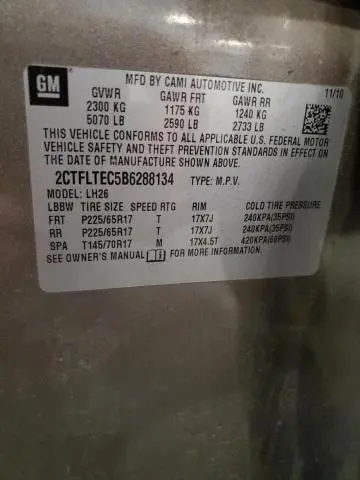 GM
MFD BY CAMI AUTOMOTIVE INC.
11/10
GVWR GAWR FRT GAWR RR
2300 KG 1175 KG 1240 KG
5070 LB 2590 LB 2733 LB
THIS VEHICLE CONFORMS TO ALL APPLICABLE U.S. FEDERAL MOTOR
VEHICLE SAFETY AND THEFT PREVENTION STANDARDS IN EFFECT ON
THE DATE OF MANUFACTURE SHOWN ABOVE.
2CTFLTEC5B6288134 TYPE: M.P.V.
MODEL: LH26
LBBW TIRE SIZE SPEED RTG RIM COLD TIRE PRESSURE
FRT P225/65R17 T 17X7J 240KPA(35PSI)
RR P225/65R17 T 17X7J 240KPA(35PSI)
SPA T145/70R17 M 17X4.5T 420KPA(60PSI)
SEE OWNER'S MANUAL FOR MORE INFORMATION.